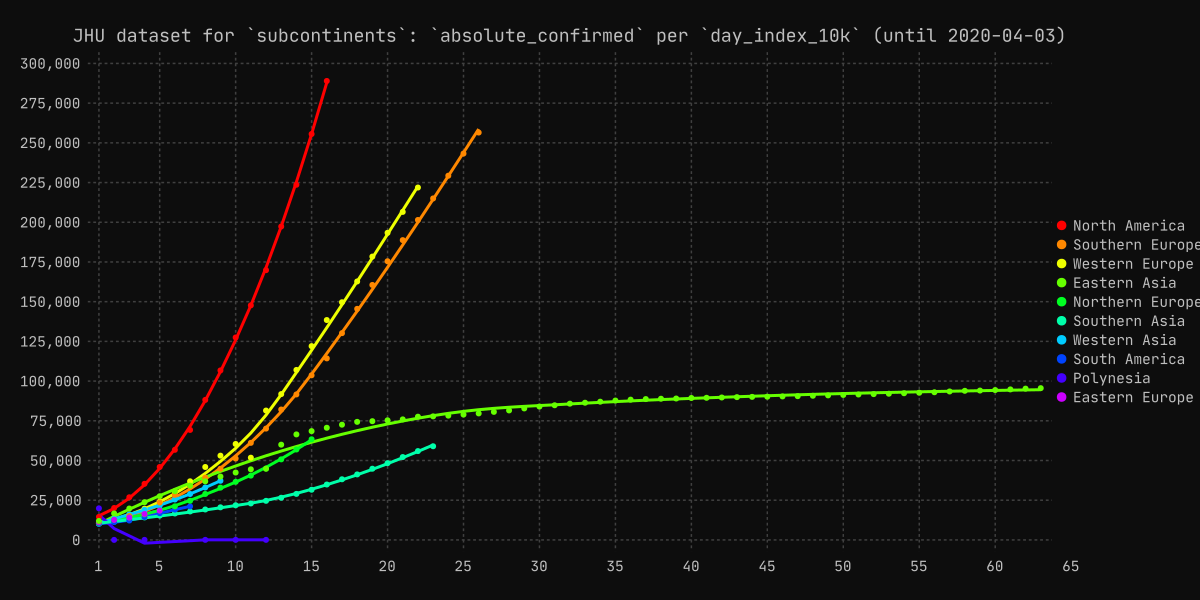 JHU dataset for `subcontinents`: `absolute_confirmed` per `day_index_10k` (until 2020-04-03)
300,000
275,000
250,000
225,000
200,000
175,000
150,000
125,000
100,000
75,000
50,000
25,000
0
1 5 10 15 20 25 30 35 40 45 50 55 60 65
North America
Southern Europe
Western Europe
Eastern Asia
Northern Europe
Southern Asia
Western Asia
South America
Polynesia
Eastern Europe